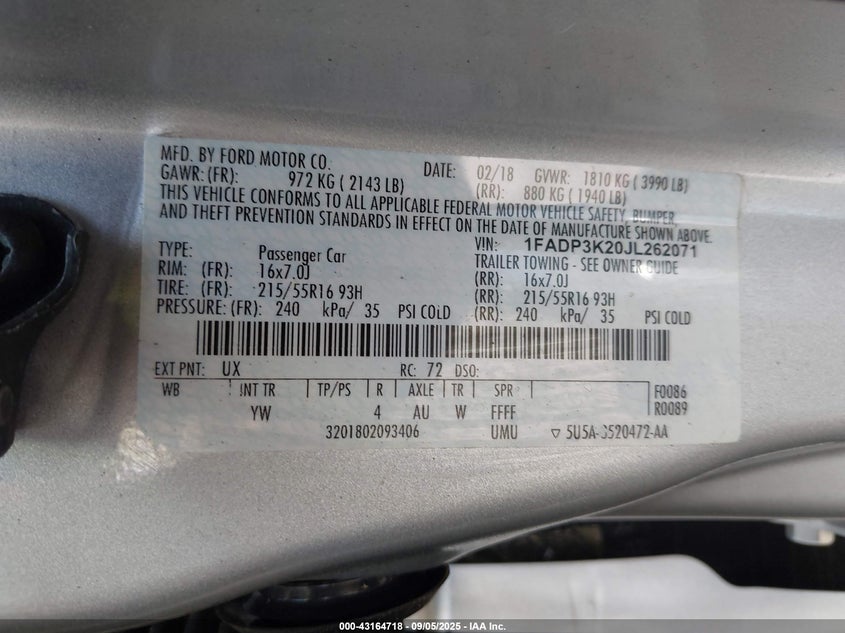 MFD. BY FORD MOTOR CO. DATE: 02/18 GVWR: 1810 KG ( 3990 LB)
GAWR:(FR): 972 KG ( 2143 LB) (RR): 880 KG ( 1940 LB)
THIS VEHICLE CONFORMS TO ALL APPLICABLE FEDERAL MOTOR VEHICLE SAFETY, BUMPER,
AND THEFT PREVENTION STANDARDS IN EFFECT ON THE DATE OF MANUFACTURE SHOWN ABOVE.
VIN: 1FADP3K20JL262071
TYPE: Passenger Car TRAILER TOWING - SEE OWNER GUIDE
RIM: (FR): 16x7.0J (RR): 16x7.0J
TIRE: (FR): 215/55R16 93H (RR): 215/55R16 93H
PRESSURE:(FR): 240 kPa/ 35 PSI COLD (RR): 240 kPa/ 35 PSI COLD
EXT PNT: UX RC: 72 DSO:
WB INT TR TP/PS R AXLE TR SPR F0086
YW 4 AU W FFFF R0089
3201802093406 UMU ▽ 5U5A-3520472-AA
000-43164718 - 09/05/2025 - IAA Inc.